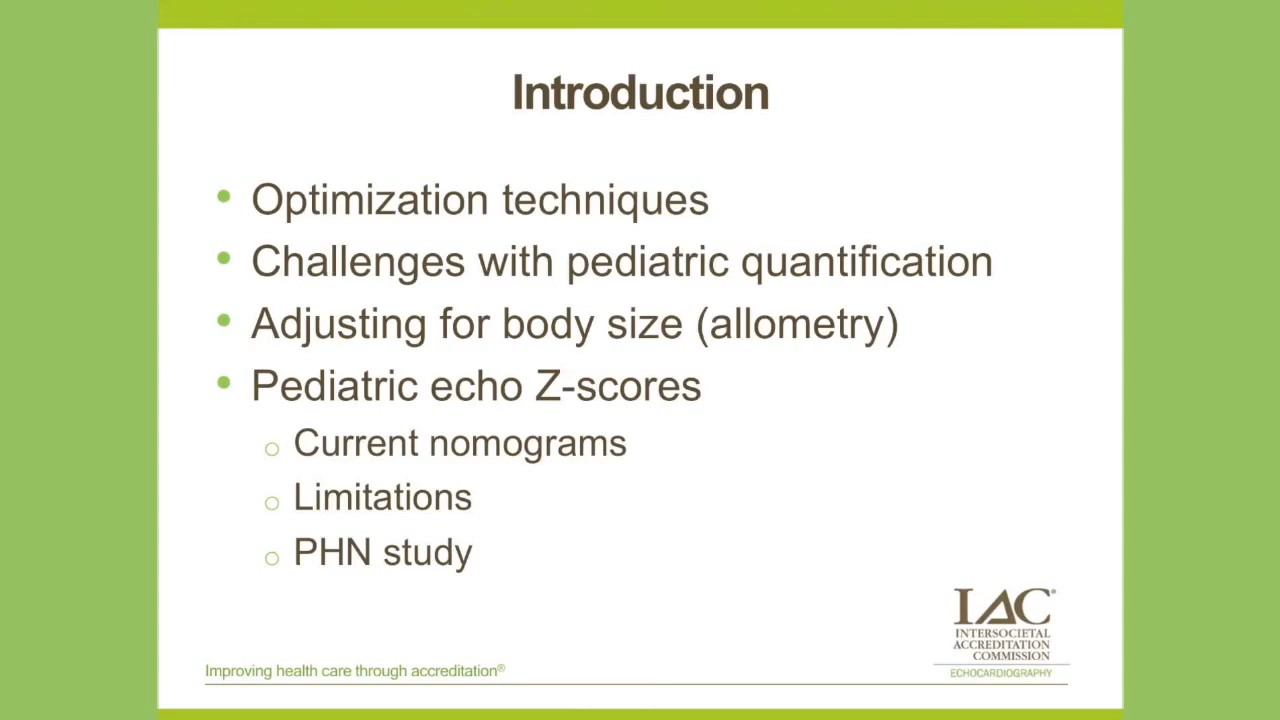 Introduction
• Optimization techniques
• Challenges with pediatric quantification
• Adjusting for body size (allometry)
• Pediatric echo Z-scores
o Current nomograms
o Limitations
o PHN study
IAC®
INTERSOCIETAL
ACCREDITATION
COMMISSION
ECHOCARDIOGRAPHY
Improving health care through accreditation®